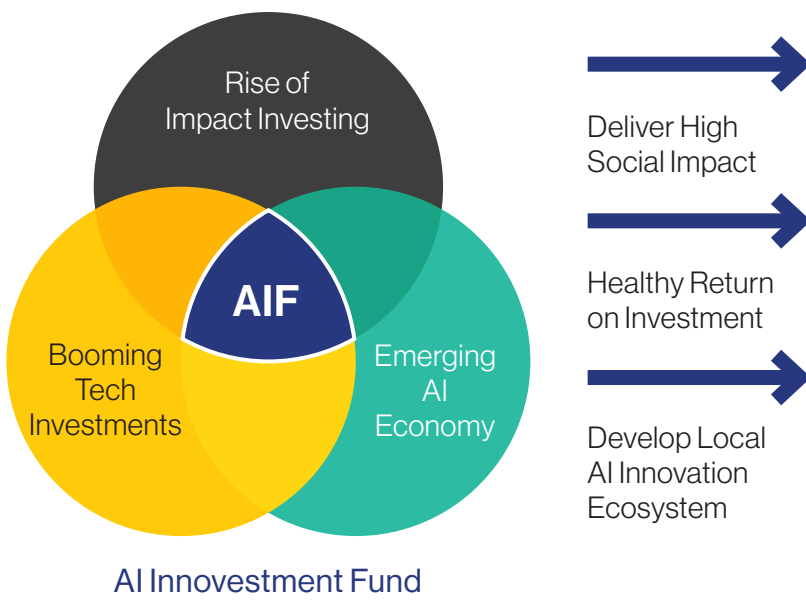 Rise of
Impact Investing
AIF
Booming
Tech
Investments
Emerging
AI
Economy
AI Innovestment Fund
Deliver High
Social Impact
Healthy Return
on Investment
Develop Local
AI Innovation
Ecosystem